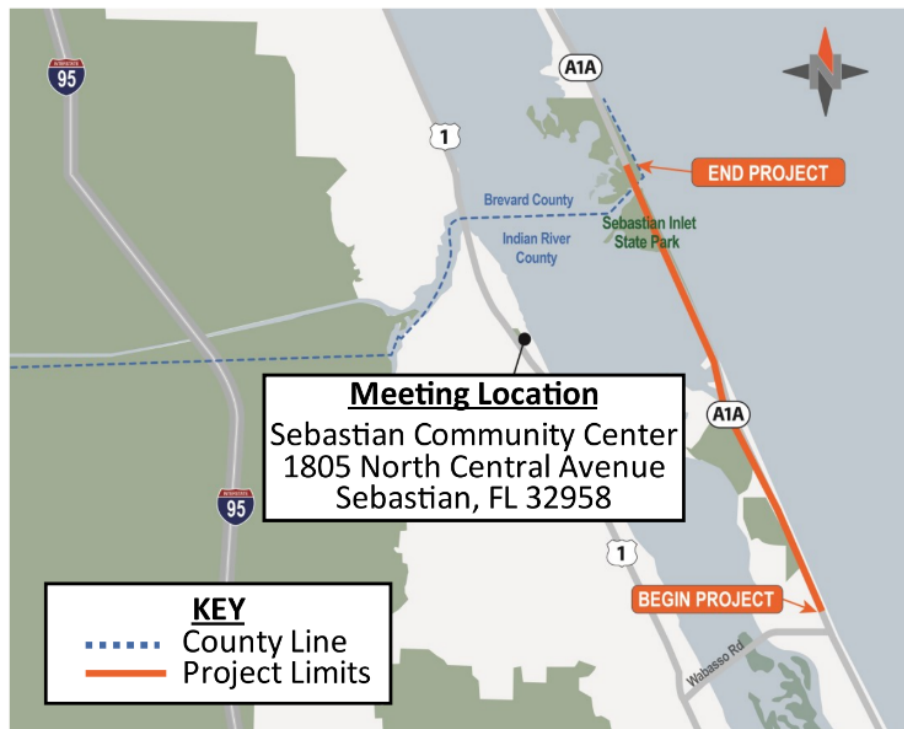 INTERSTATE
95
A1A
N
1
END PROJECT
Brevard County
Sebastian Inlet
State Park
Indian River
County
Meeting Location
Sebastian Community Center
1805 North Central Avenue
Sebastian, FL 32958
A1A
INTERSTATE
95
1
BEGIN PROJECT
KEY
County Line
Project Limits
Wabasso Rd